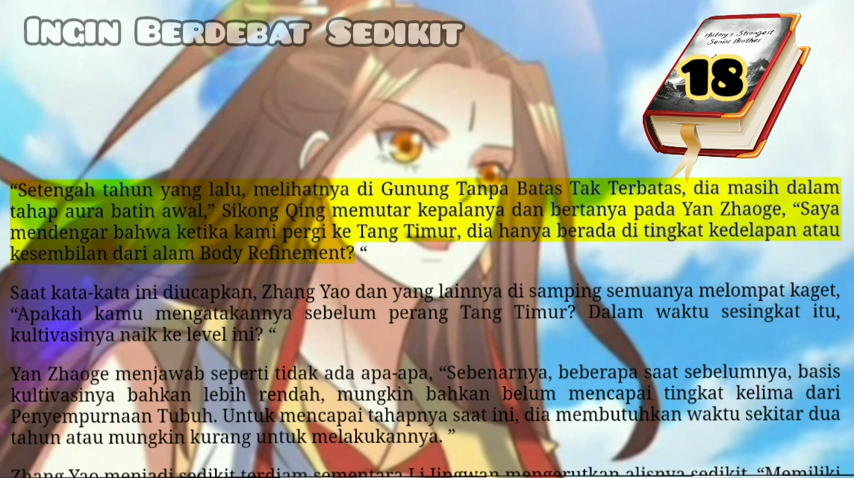 Ingin Berdebat Sedikit
History's Strongest
Senior Brother
18
“Setengah tahun yang lalu, melihatnya di Gunung Tanpa Batas Tak Terbatas, dia masih dalam
tahap aura batin awal,” Sikong Qing memutar kepalanya dan bertanya pada Yan Zhaoge, “Saya
mendengar bahwa ketika kami pergi ke Tang Timur, dia hanya berada di tingkat kedelapan atau
kesembilan dari alam Body Refinement? “
Saat kata-kata ini diucapkan, Zhang Yao dan yang lainnya di samping semuanya melompat kaget,
“Apakah kamu mengatakannya sebelum perang Tang Timur? Dalam waktu sesingkat itu,
kultivasinya naik ke level ini? “
Yan Zhaoge menjawab seperti tidak ada apa-apa, “Sebenarnya, beberapa saat sebelumnya, basis
kultivasinya bahkan lebih rendah, mungkin bahkan belum mencapai tingkat kelima dari
Penyempurnaan Tubuh. Untuk mencapai tahapnya saat ini, dia membutuhkan waktu sekitar dua
tahun atau mungkin kurang untuk melakukannya. ”
Zhang Yao menjadi sedikit terdiam sementara Li Jingwan mengerutkan alisnya sedikit, “Memiliki